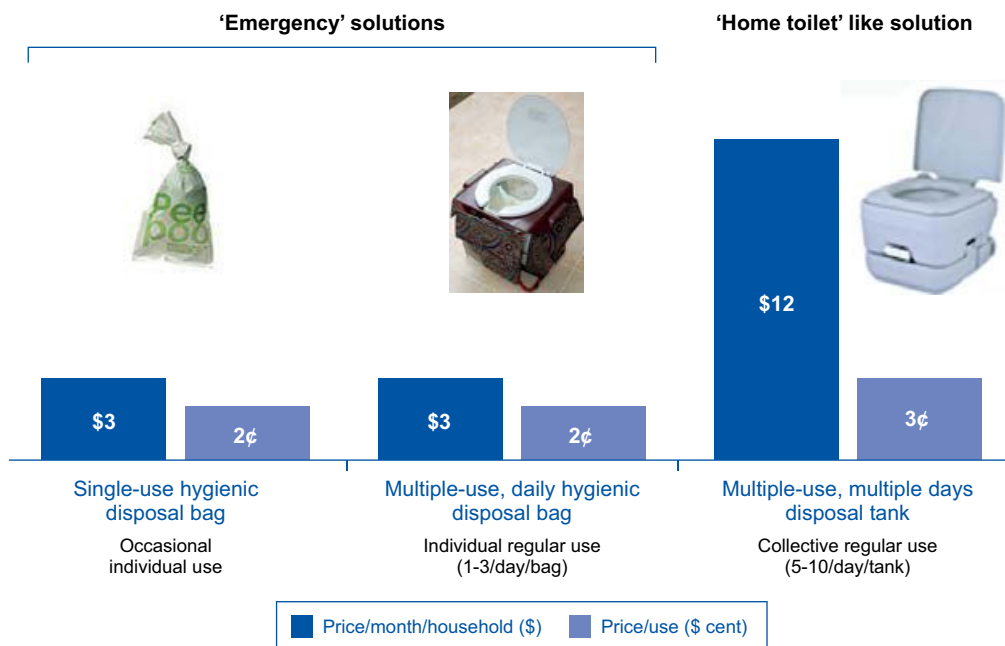 ‘Emergency’ solutions
‘Home toilet’ like solution
Pee
poo
$3
2¢
$3
2¢
$12
3¢
Single-use hygienic
disposal bag
Occasional
individual use
Multiple-use, daily hygienic
disposal bag
Individual regular use
(1-3/day/bag)
Multiple-use, multiple days
disposal tank
Collective regular use
(5-10/day/tank)
Price/month/household ($)
Price/use ($ cent)